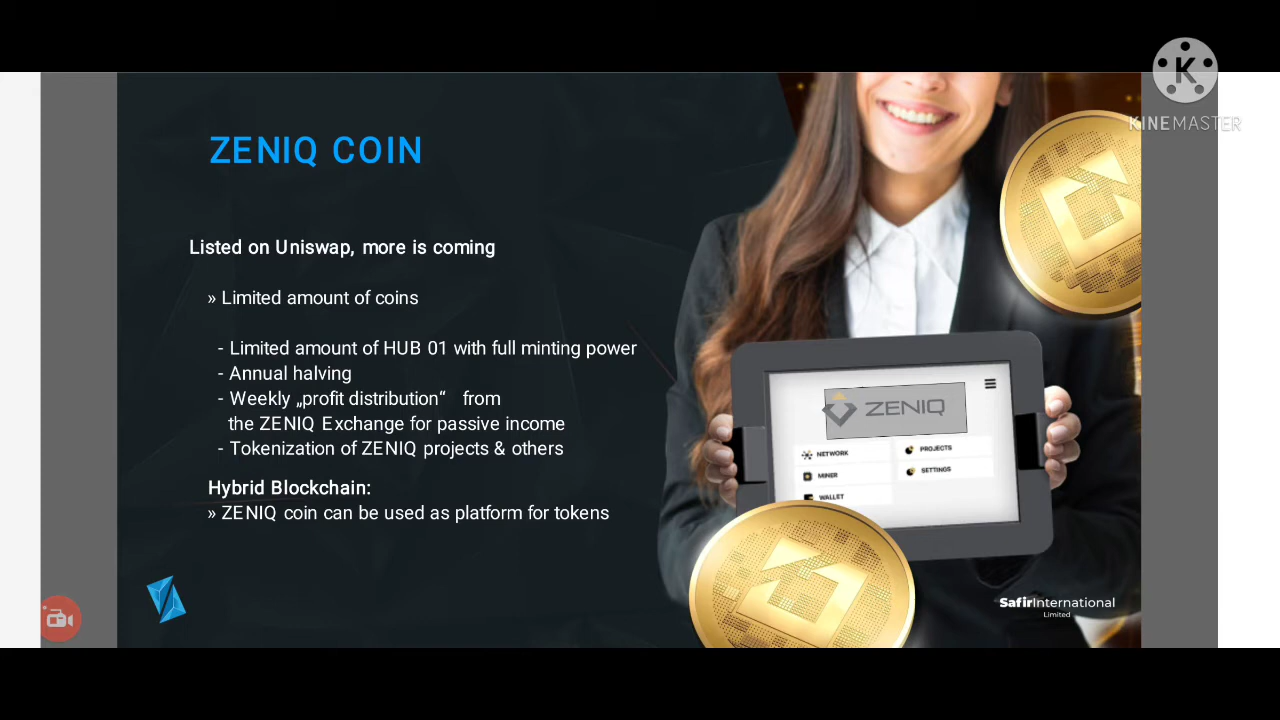 K
KINEMASTER
ZENIQ COIN
Listed on Uniswap, more is coming
» Limited amount of coins
- Limited amount of HUB 01 with full minting power
- Annual halving
- Weekly „profit distribution“ from
the ZENIQ Exchange for passive income
- Tokenization of ZENIQ projects & others
Hybrid Blockchain:
» ZENIQ coin can be used as platform for tokens
ZENIQ
NETWORK
PROJECTS
MINER
SETTINGS
WALLET
SafirInternational
Limited